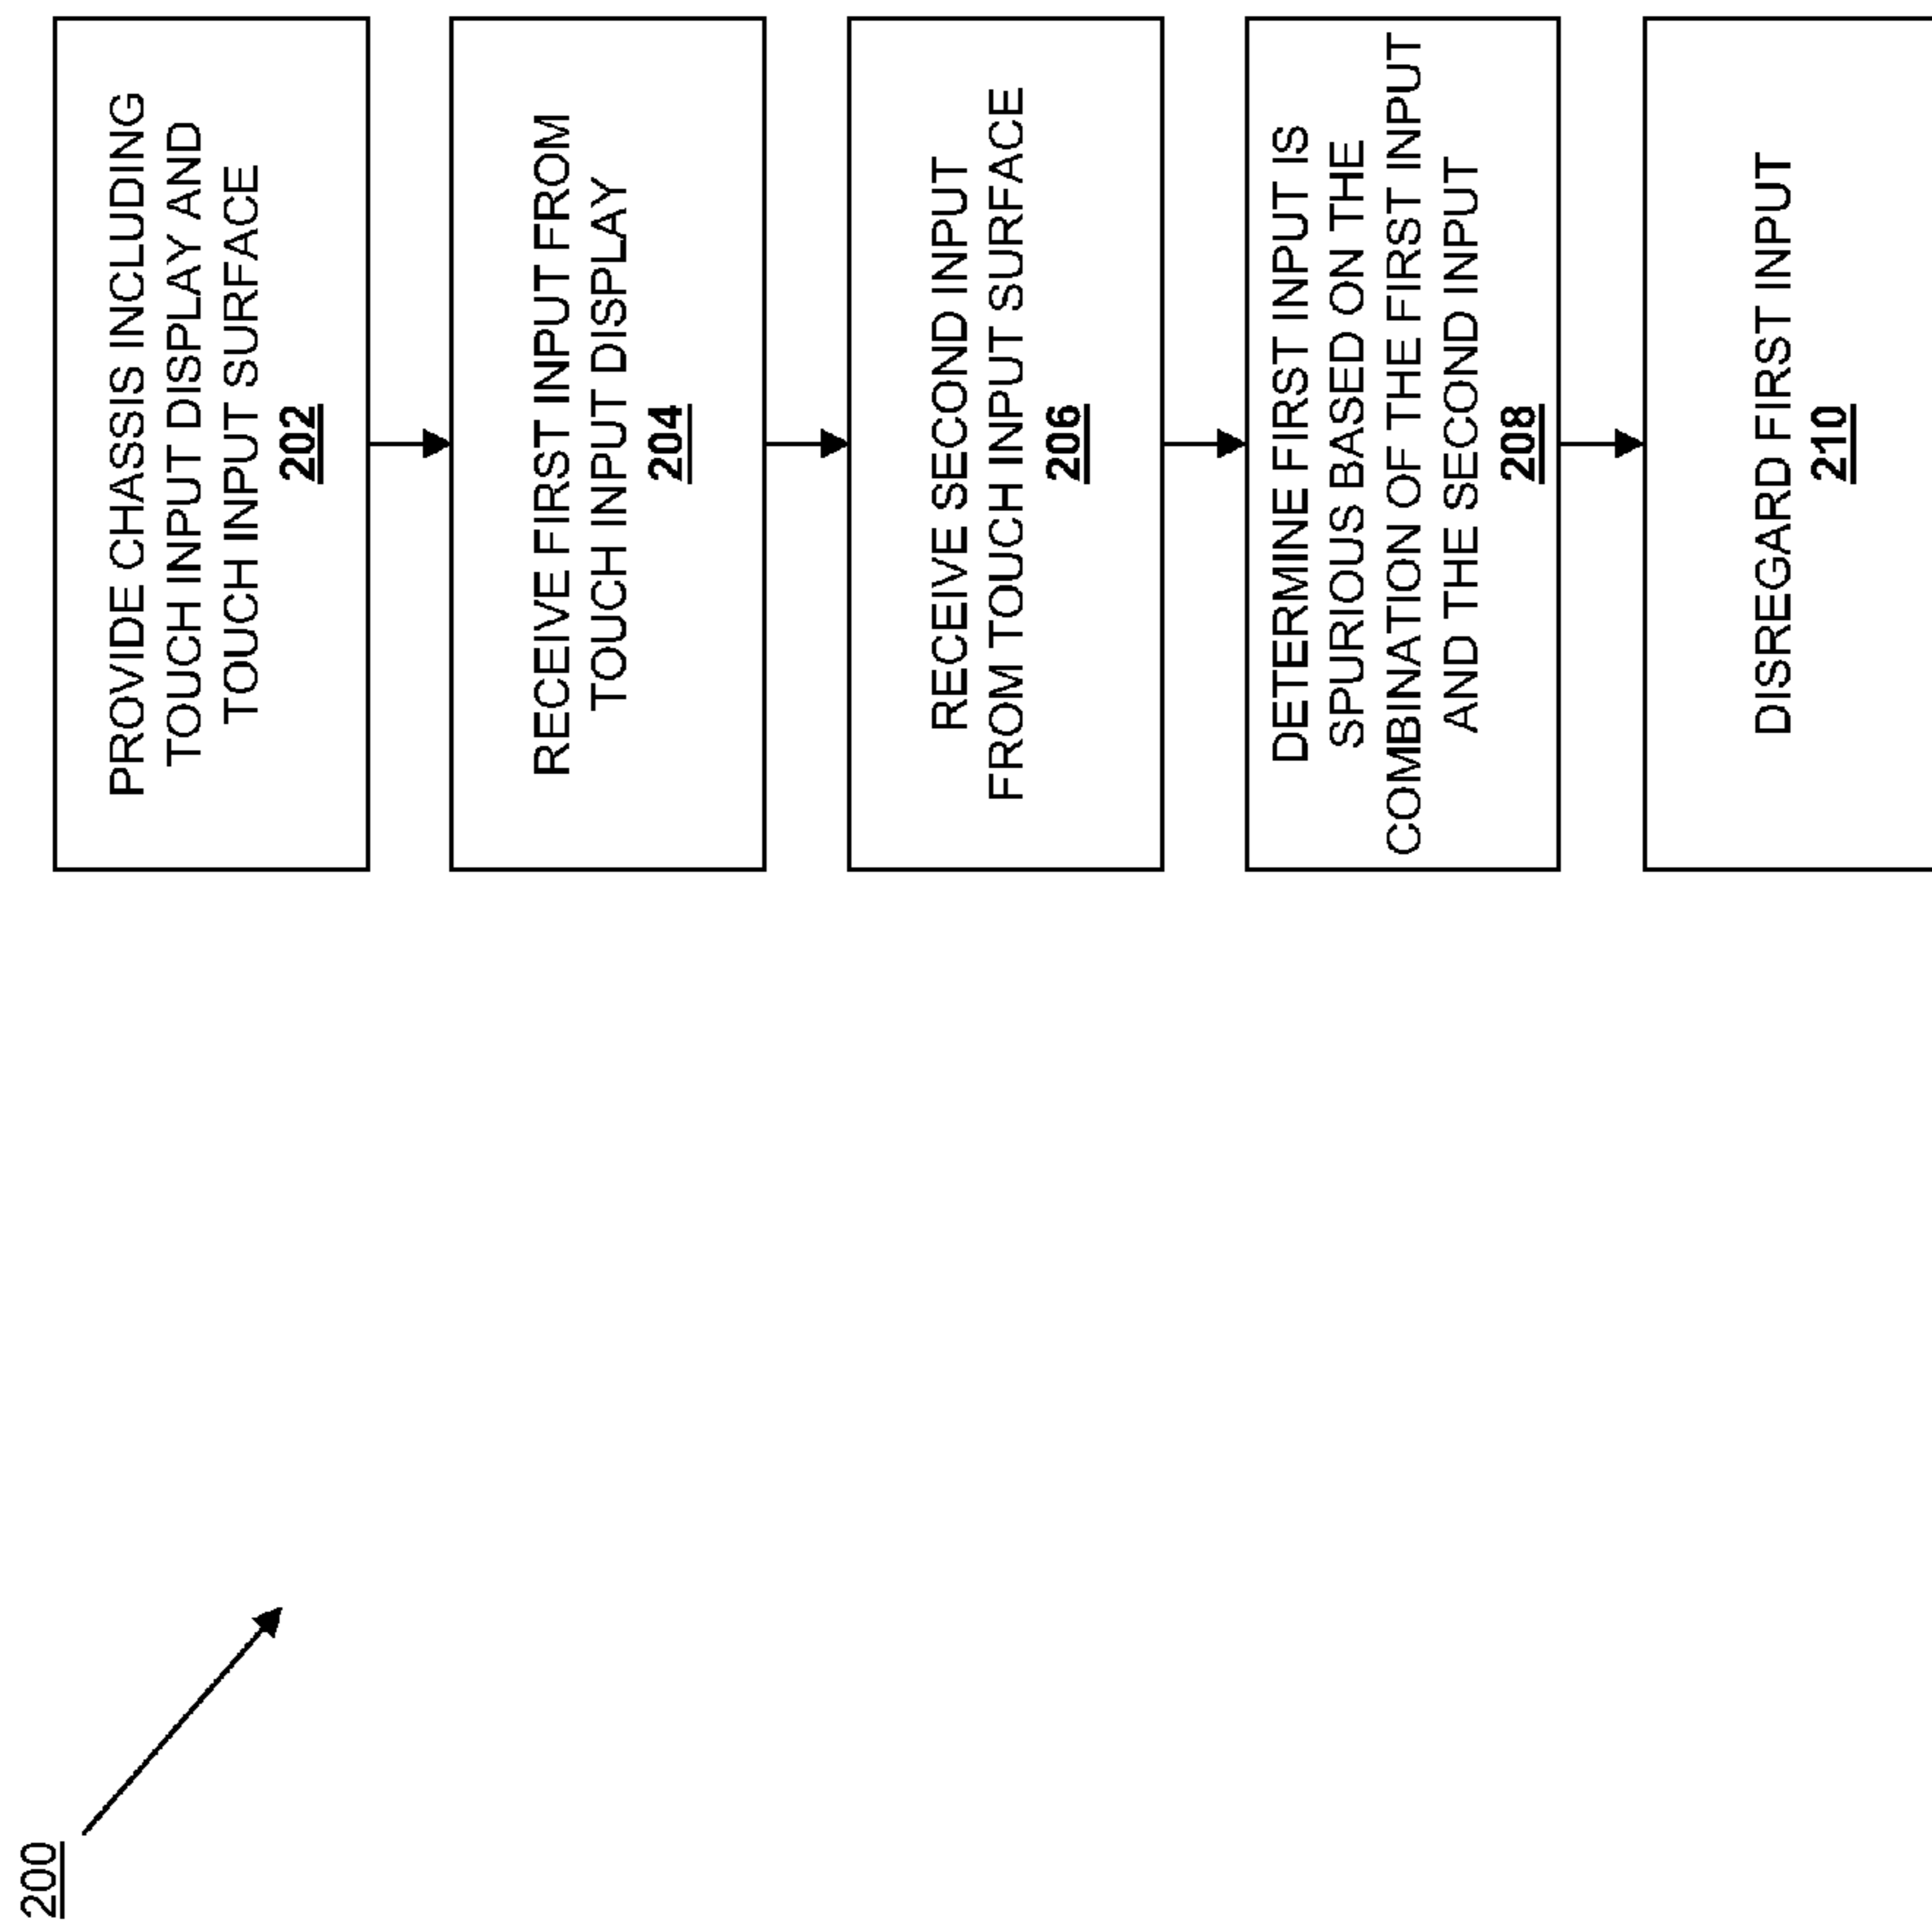 200
PROVIDE CHASSIS INCLUDING
TOUCH INPUT DISPLAY AND
TOUCH INPUT SURFACE
202
RECEIVE FIRST INPUT FROM
TOUCH INPUT DISPLAY
204
RECEIVE SECOND INPUT
FROM TOUCH INPUT SURFACE
206
DETERMINE FIRST INPUT IS
SPURIOUS BASED ON THE
COMBINATION OF THE FIRST INPUT
AND THE SECOND INPUT
208
DISREGARD FIRST INPUT
210